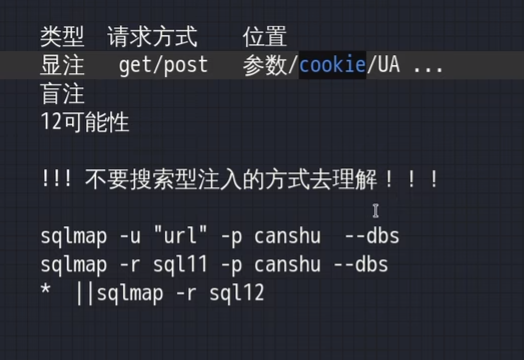 类型 请求方式 位置
显注 get/post 参数/cookie/UA ...
盲注
12可能性
!!! 不要搜索型注入的方式去理解！！！
sqlmap -u "url" -p canshu --dbs
sqlmap -r sql11 -p canshu --dbs
* ||sqlmap -r sql12